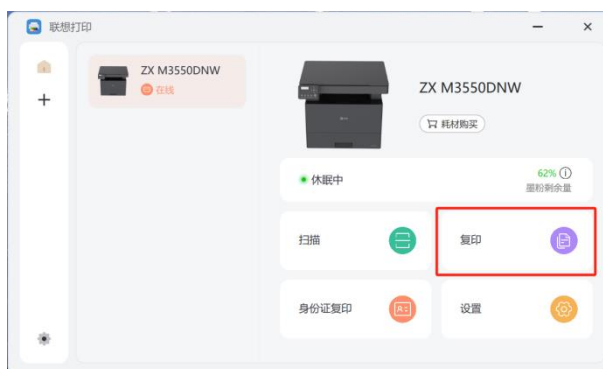 联想打印
ZX M3550DNW
在线
ZX M3550DNW
耗材购买
休眠中
62%
墨粉剩余量
扫描
复印
身份证复印
设置